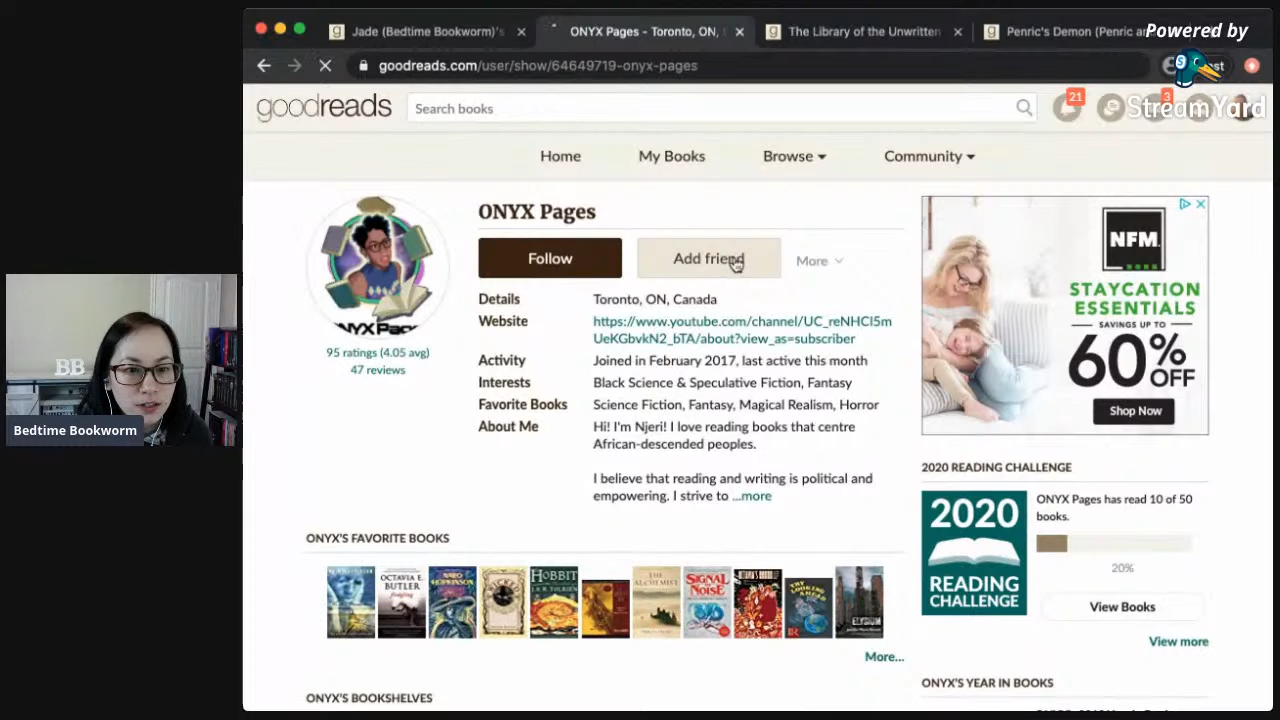 Jade (Bedtime Bookworm)'s
ONYX Pages - Toronto, ON,
The Library of the Unwritten
Penric's Demon (Penric an
Powered by
StreamYard
goodreads.com/user/show/64649719-onyx-pages
goodreads
Search books
21
3
Home
My Books
Browse
Community
ONYX Pages
Follow
Add friend
More
Details
Toronto, ON, Canada
Website
https://www.youtube.com/channel/UC_reNHCI5m
UeKGbvkN2_bTA/about?view_as=subscriber
95 ratings (4.05 avg)
47 reviews
Activity
Joined in February 2017, last active this month
Interests
Black Science & Speculative Fiction, Fantasy
Favorite Books
Science Fiction, Fantasy, Magical Realism, Horror
About Me
Hi! I'm Njeri! I love reading books that centre
African-descended peoples.
I believe that reading and writing is political and
empowering. I strive to ...more
NFM
STAYCATION
ESSENTIALS
SAVINGS UP TO
60% OFF
Shop Now
BB
Bedtime Bookworm
2020 READING CHALLENGE
2020
READING
CHALLENGE
ONYX Pages has read 10 of 50
books.
20%
View Books
View more
ONYX'S FAVORITE BOOKS
OCTAVIA E.
BUTLER
HOBBIT
THE
ALCHEMIST
SIGNAL
NOISE
ELYSIUM
More...
ONYX'S BOOKSHELVES
ONYX'S YEAR IN BOOKS